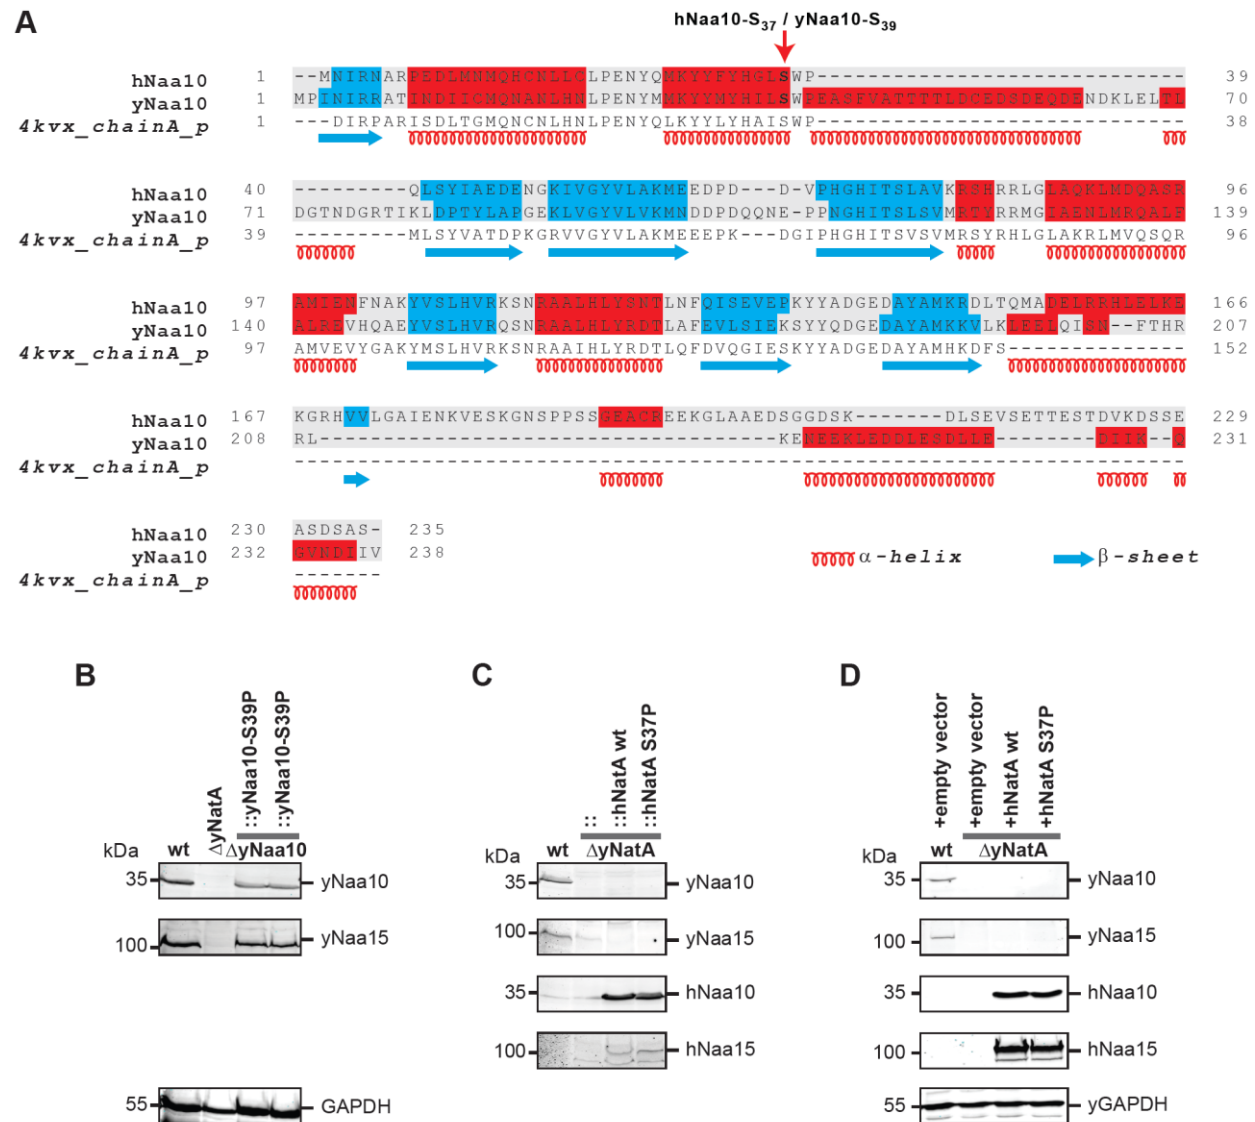 A
hNaa10-S37 / yNaa10-S39
hNaa10 1 --MNIRNARPEDLMNMQHCNLLCLPENYQMKYYFYHGLSWP----------------------------- 39
yNaa10 1 MPINIRRATINDIICMQNANLHNLPENYMMKYYMYHILSWPEASFVATTTTLDCEDSDEQDENDKLELTL 70
4kvx_chainA_p 1 ---DIRPARISDLTGMQNCNLHNLPENYQLKYYLYHAISWP----------------------------- 38
hNaa10 40 ---------QLSYIAEDENGKIVGYVLAKMEEDPD--D-VPHGHITSLAVKRSHRRLGLAQKLMDQASR 96
yNaa10 71 DGTNDGRTIKLDPTYLAPGEKLVGYVLVKMNDDPDQQNE-PPNGHITSLSVMRTYRRMGIAENLMRQALF 139
4kvx_chainA_p 39 ---------MLSYVATDPKGRVVGYVLAKMEEEPK---DGIPHGHITSVSVMRSYRHLGLAKRLMVQSQR 96
hNaa10 97 AMIENFNAKYVSLHVRKSNRAALHLYSNTLNFQISEVEPKYYADGEDAYAMKRDLTQMADELRRHLELKE 166
yNaa10 140 ALREVHQAEYVSLHVRQSNRAALHLYRDTLAFEVLSIEKSYYQDGEDAYAMKKVLKLEELQISN--FTHR 207
4kvx_chainA_p 97 AMVEVYGAKYMSLHVRKSNRAAIHLYRDTLQFDVQGIESKYYADGEDAYAMHKDFS-------------- 152
hNaa10 167 KGRHVVLGAIENKVESKGNSPPSSGEACREEKGLAAEDSGGDSK-------DLSEVSETTESTDVKDSSE 229
yNaa10 208 RL------------------------------------KENEEKLEDDLESDLLE--------DIIK--Q 231
4kvx_chainA_p ----------------------------------------------------------------------
hNaa10 230 ASDSAS- 235
yNaa10 232 GVNDIIV 238
4kvx_chainA_p -------
α-helix
β-sheet
B
wt
ΔyNatA
::yNaa10-S39P
::yNaa10-S39P
ΔyNaa10
kDa
35 yNaa10
100 yNaa15
55 GAPDH
C
::
::hNatA wt
::hNatA S37P
kDa
wt
ΔyNatA
35 yNaa10
100 yNaa15
35 hNaa10
100 hNaa15
D
+empty vector
+empty vector
+hNatA wt
+hNatA S37P
kDa
wt
ΔyNatA
35 yNaa10
100 yNaa15
35 hNaa10
100 hNaa15
55 yGAPDH